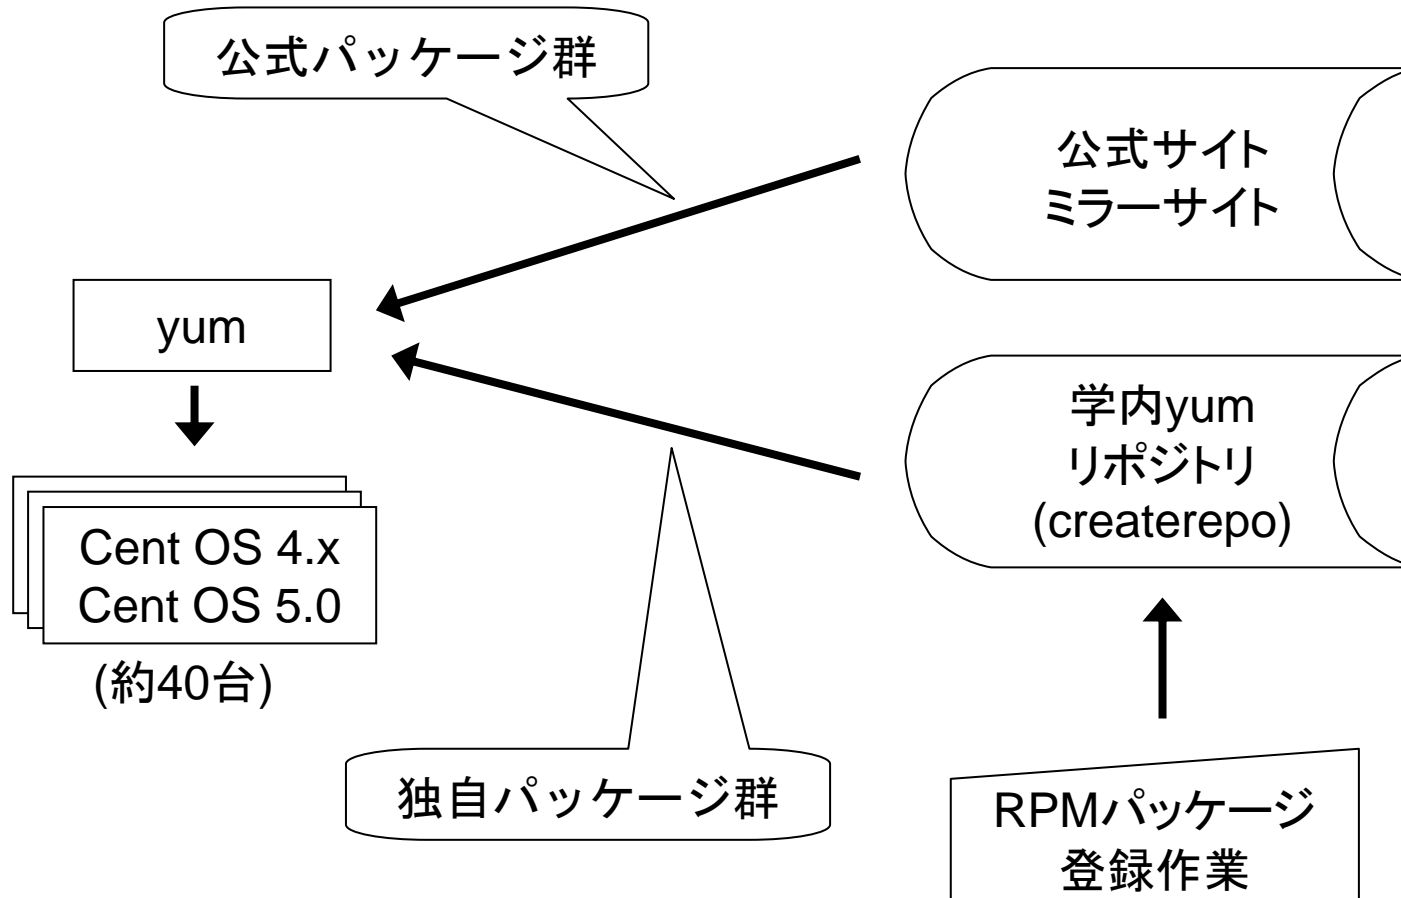 公式パッケージ群
公式サイト
ミラーサイト
yum
学内yum
リポジトリ
(createrepo)
Cent OS 4.x
Cent OS 5.0
(約40台)
独自パッケージ群
RPMパッケージ
登録作業